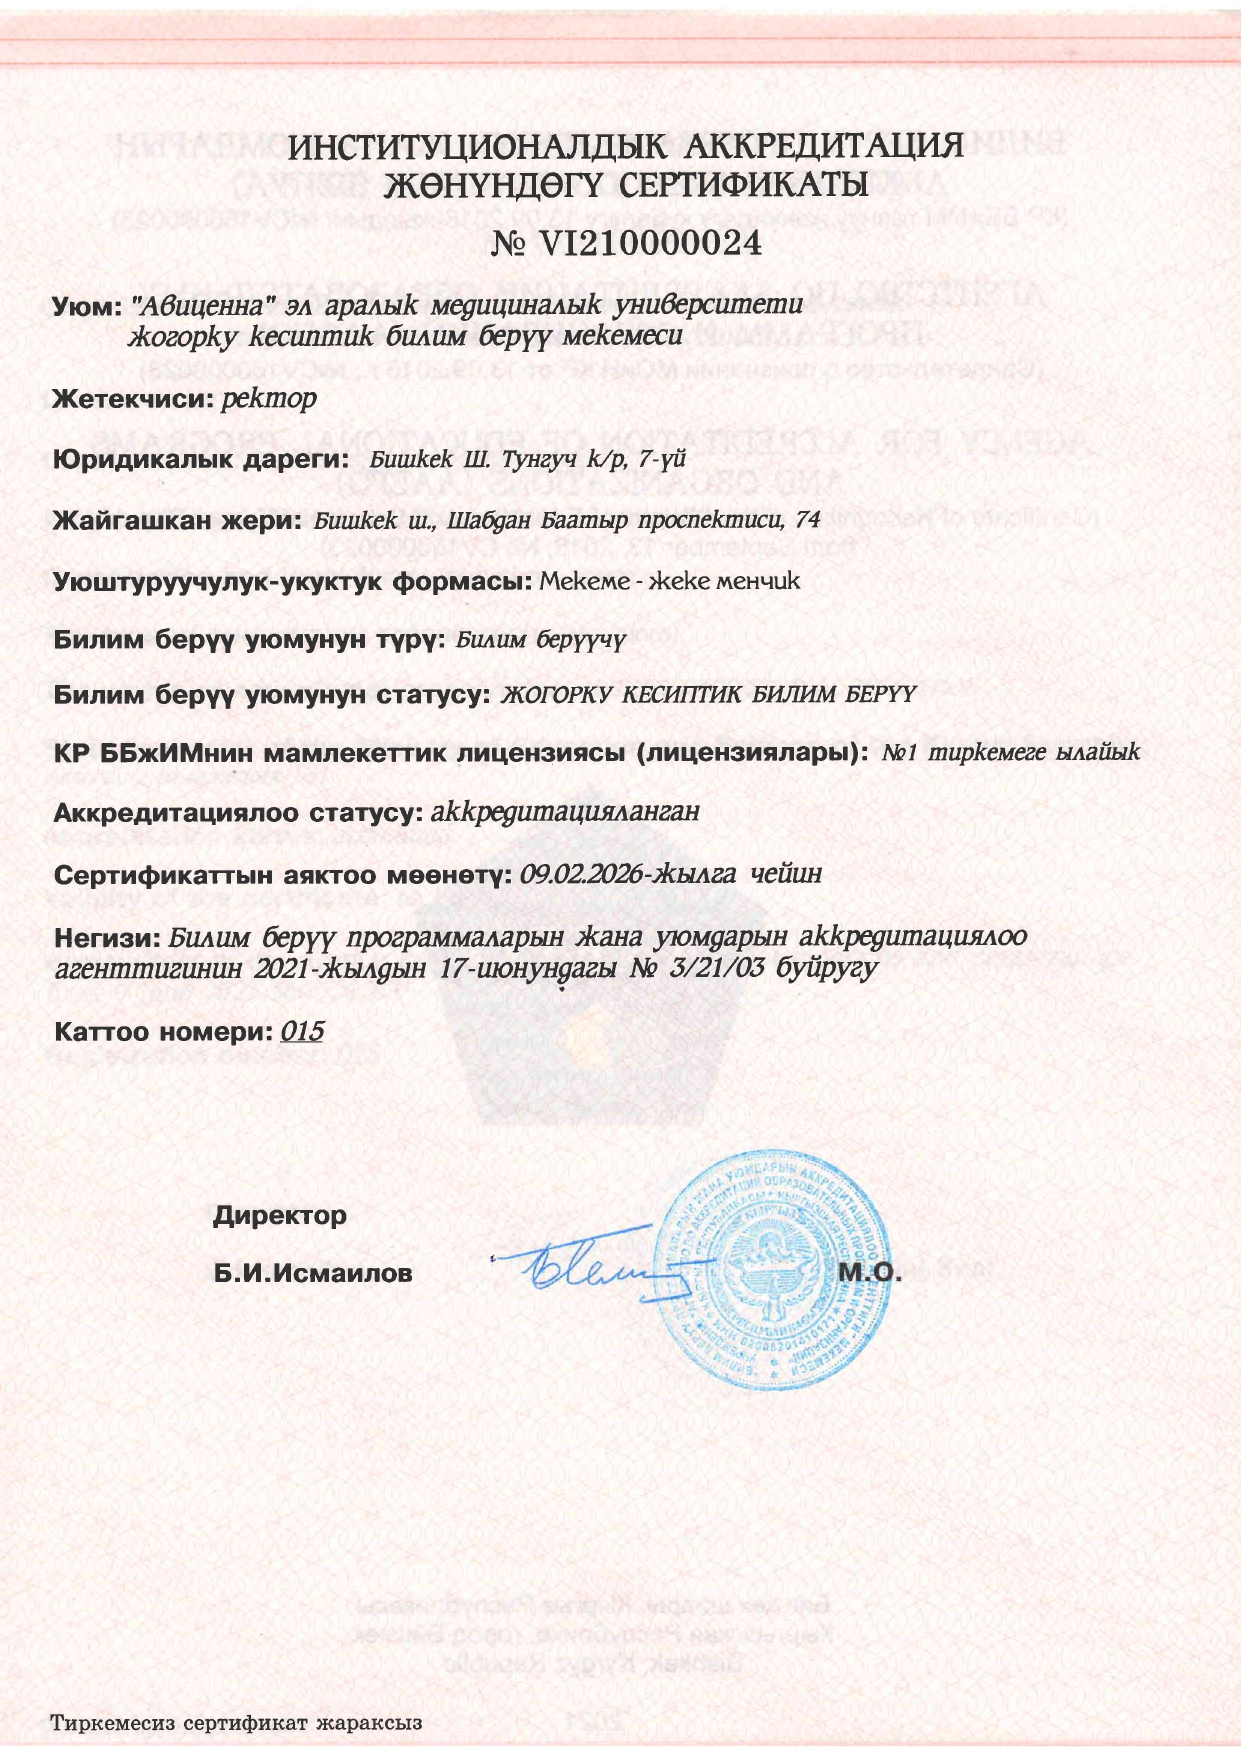 ИНСТИТУЦИОНАЛДЫК АККРЕДИТАЦИЯ
ЖӨНҮНДӨГҮ СЕРТИФИКАТЫ
№ VI210000024
Уюм: "Авиценна" эл аралык медициналык университети
жогорку кесиптик билим берүү мекемеси
Жетекчиси: ректор
Юридикалык дареги: Бишкек Ш. Тунгуч к/р, 7-үй
Жайгашкан жери: Бишкек ш., Шабдан Баатыр проспектиси, 74
Уюштуруучулук-укуктук формасы: Мекеме - жеке менчик
Билим берүү уюмунун түрү: Билим берүүчү
Билим берүү уюмунун статусу: ЖОГОРКУ КЕСИПТИК БИЛИМ БЕРҮҮ
КР ББжИМнин мамлекеттик лицензиясы (лицензиялары): №1 тиркемеге ылайык
Аккредитациялоо статусу: аккредитацияланган
Сертификаттын аяктоо мөөнөтү: 09.02.2026-жылга чейин
Негизи: Билим берүү программаларын жана уюмдарын аккредитациялоо
агенттигинин 2021-жылдын 17-июнундагы № 3/21/03 буйругу
Каттоо номери: 015
Директор
Б.И.Исмаилов
М.О.
Тиркемесиз сертификат жараксыз